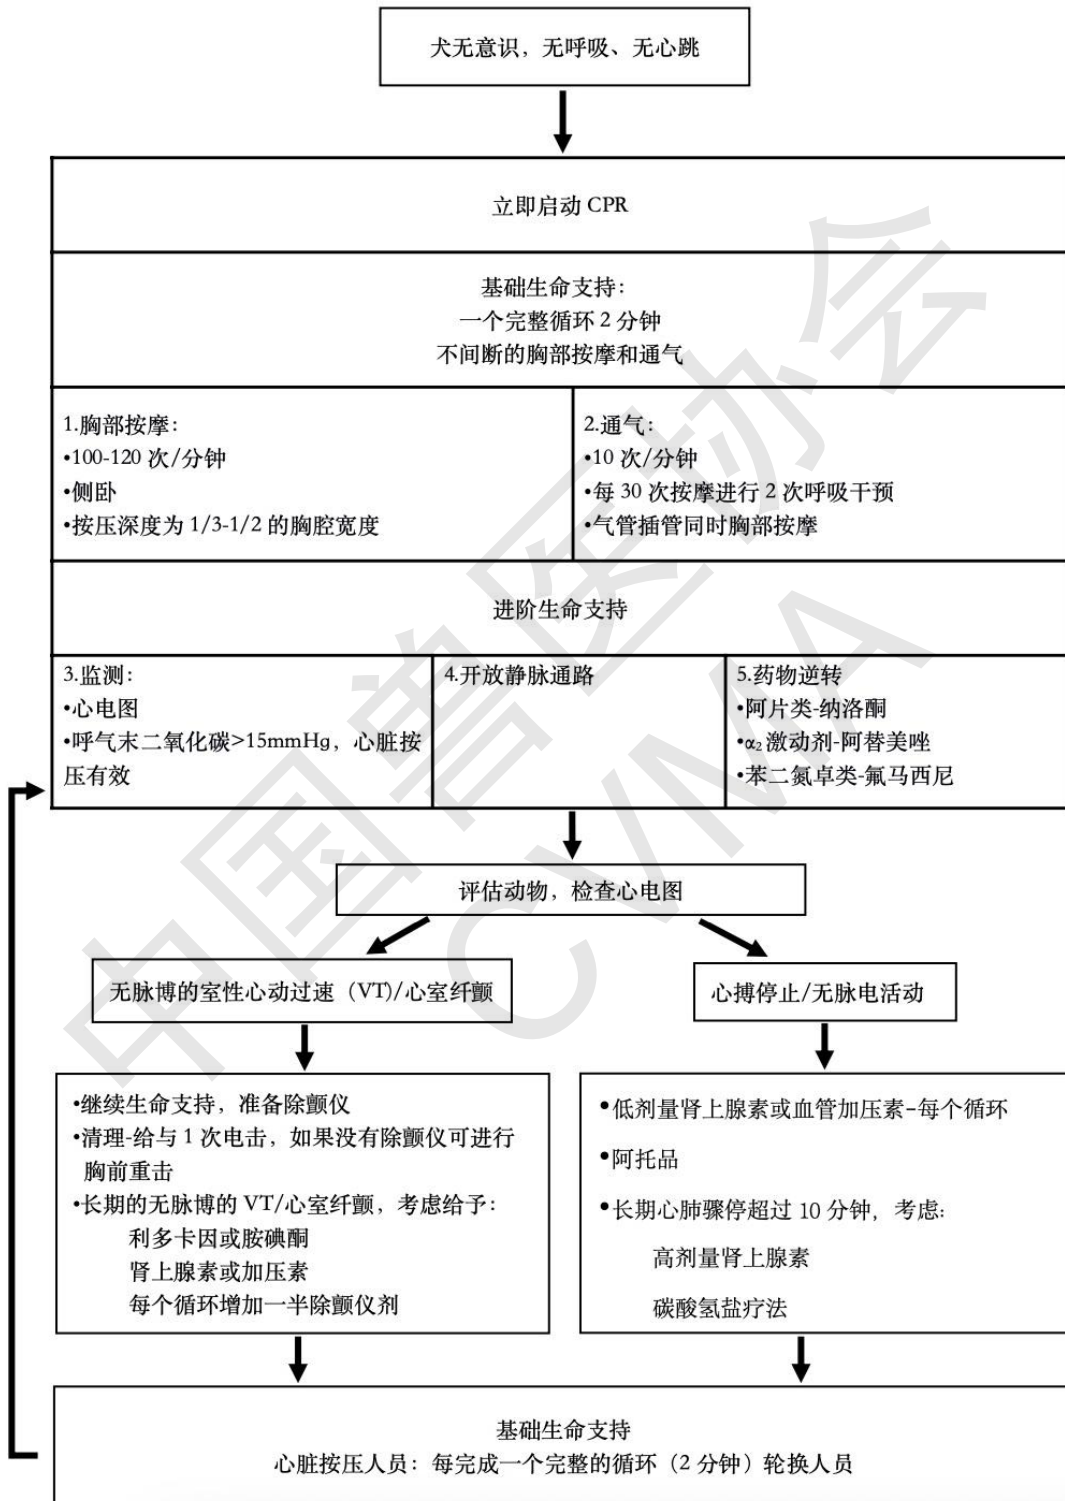 犬无意识，无呼吸、无心跳
立即启动 CPR
基础生命支持：
一个完整循环 2 分钟
不间断的胸部按摩和通气
1.胸部按摩：
•100-120 次/分钟
•侧卧
•按压深度为 1/3-1/2 的胸腔宽度
2.通气：
•10 次/分钟
•每 30 次按摩进行 2 次呼吸干预
•气管插管同时胸部按摩
进阶生命支持
3.监测：
•心电图
•呼气末二氧化碳>15mmHg，心脏按
压有效
4.开放静脉通路
5.药物逆转
•阿片类-纳洛酮
•α₂ 激动剂-阿替美唑
•苯二氮卓类-氟马西尼
评估动物，检查心电图
无脉博的室性心动过速（VT)/心室纤颤
心搏停止/无脉电活动
•继续生命支持，准备除颤仪
•清理-给与 1 次电击，如果没有除颤仪可进行
胸前重击
•长期的无脉博的 VT/心室纤颤，考虑给予：
利多卡因或胺碘酮
肾上腺素或加压素
每个循环增加一半除颤仪剂
•低剂量肾上腺素或血管加压素-每个循环
•阿托品
•长期心肺骤停超过 10 分钟，考虑:
高剂量肾上腺素
碳酸氢盐疗法
基础生命支持
心脏按压人员：每完成一个完整的循环（2 分钟）轮换人员
中国兽医协会
CVMA